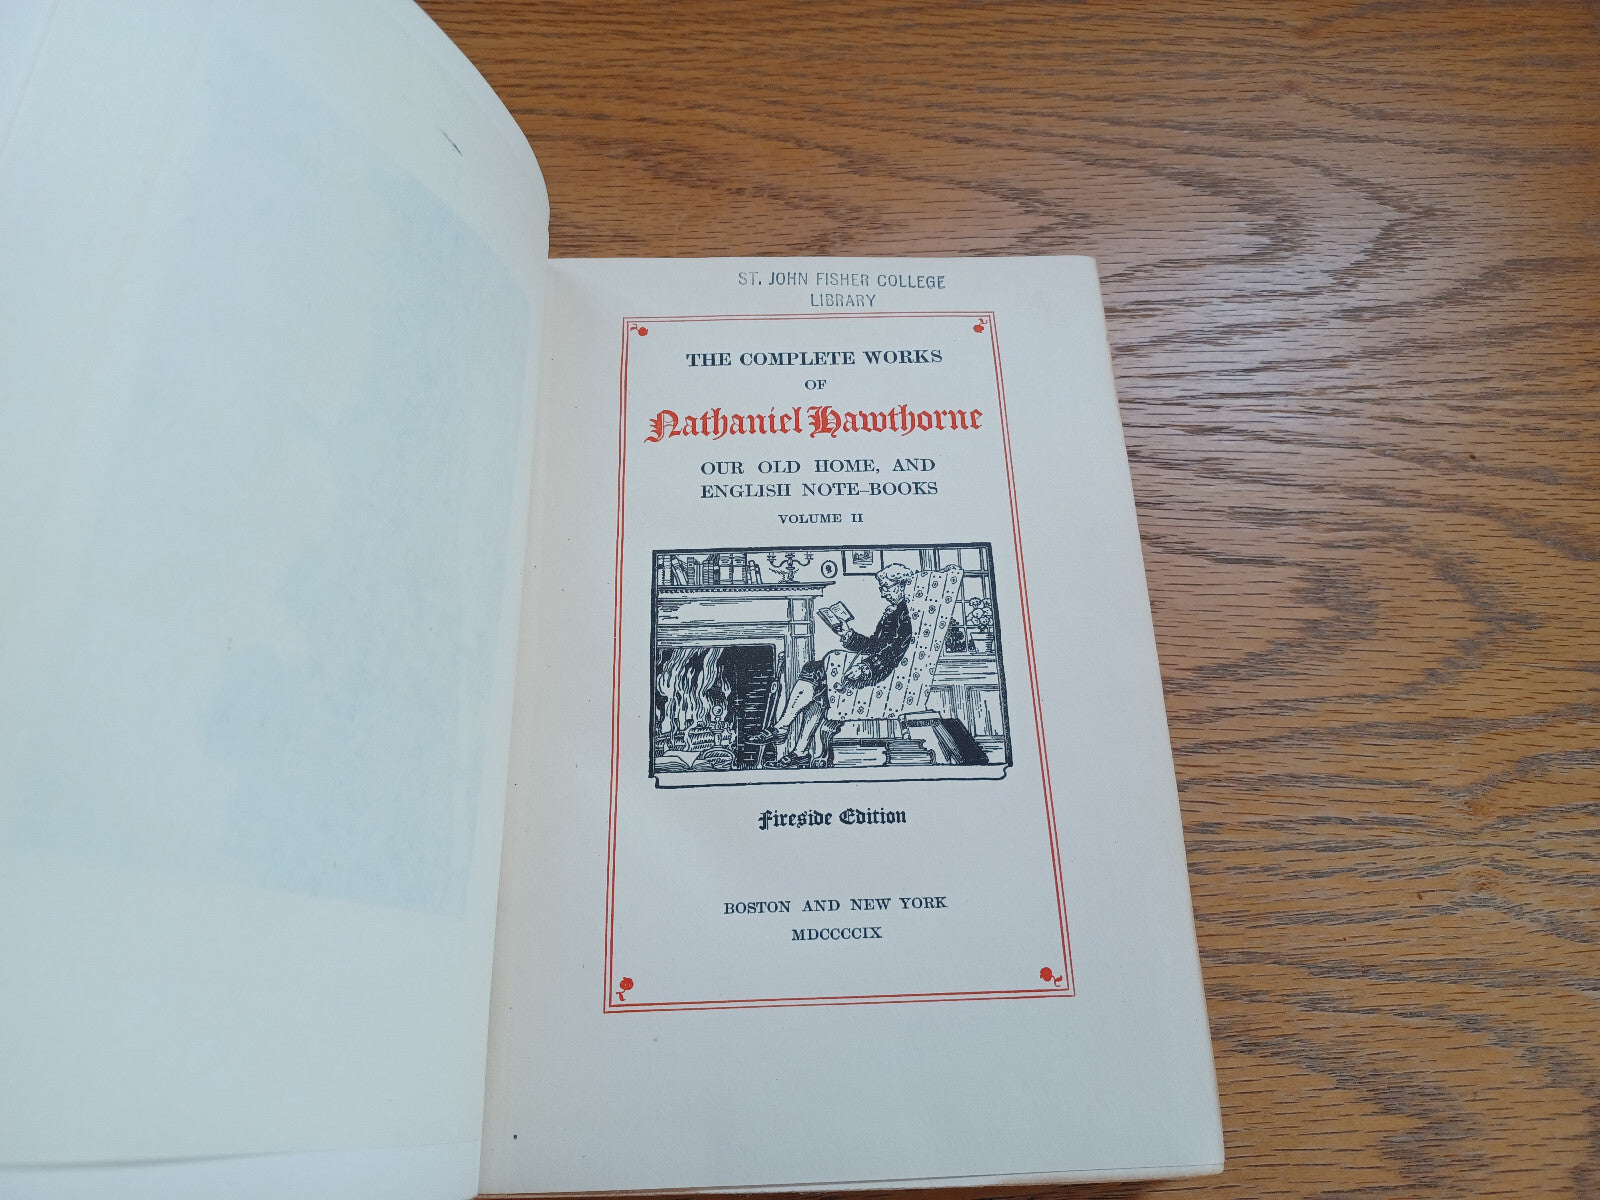 ST. JOHN FISHER COLLEGE
LIBRARY
THE COMPLETE WORKS
OF
Nathaniel Hawthorne
OUR OLD HOME, AND
ENGLISH NOTE-BOOKS
VOLUME II
Fireside Edition
BOSTON AND NEW YORK
MDCCCCIX